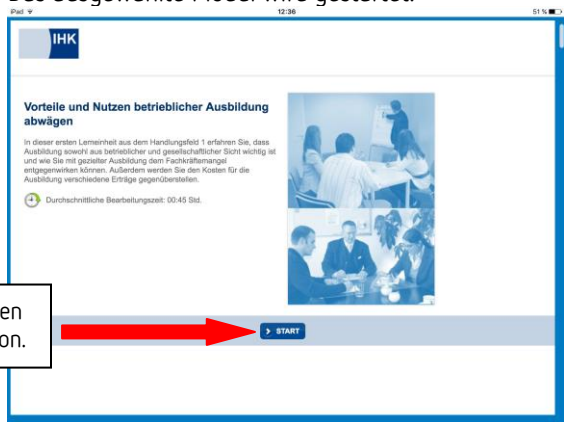 Das ausgewählte Modul wird gestartet.
iPad
12:36
51 %
IHK
Vorteile und Nutzen betrieblicher Ausbildung
abwägen
In dieser ersten Lerneinheit aus dem Handlungsfeld 1 erfahren Sie, dass
Ausbildung sowohl aus betrieblicher und gesellschaftlicher Sicht wichtig ist
und wie Sie mit gezielter Ausbildung dem Fachkräftemangel
entgegenwirken können. Außerdem werden Sie den Kosten für die
Ausbildung verschiedene Erträge gegenüberstellen.
Durchschnittliche Bearbeitungszeit: 00:45 Std.
en
on.
START